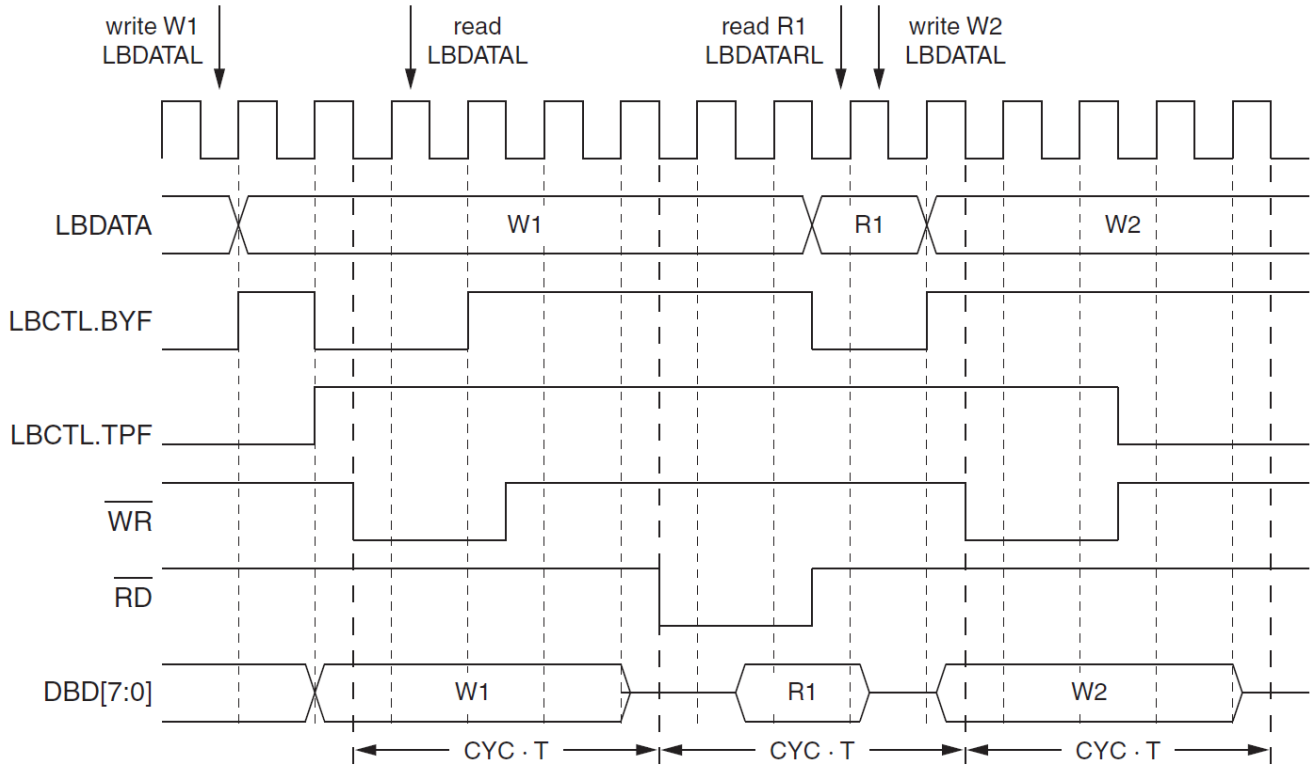 write W1
LBDATAL
read
LBDATAL
read R1
LBDATARL
write W2
LBDATAL
LBDATA
W1
R1
W2
LBCTL.BYF
LBCTL.TPF
WR
RD
DBD[7:0]
W1
R1
W2
CYC · T
CYC · T
CYC · T